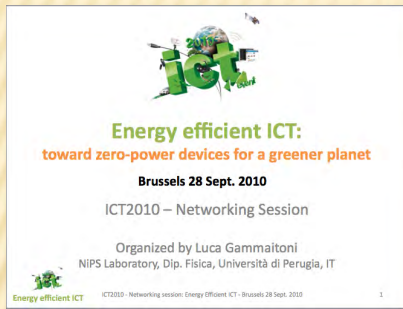 2010
ict
Energy efficient ICT:
toward zero-power devices for a greener planet
Brussels 28 Sept. 2010
ICT2010 – Networking Session
Organized by Luca Gammaitoni
NiPS Laboratory, Dip. Fisica, Università di Perugia, IT
Energy efficient ICT
ICT2010 - Networking session: Energy Efficient ICT - Brussels 28 Sept. 2010
1